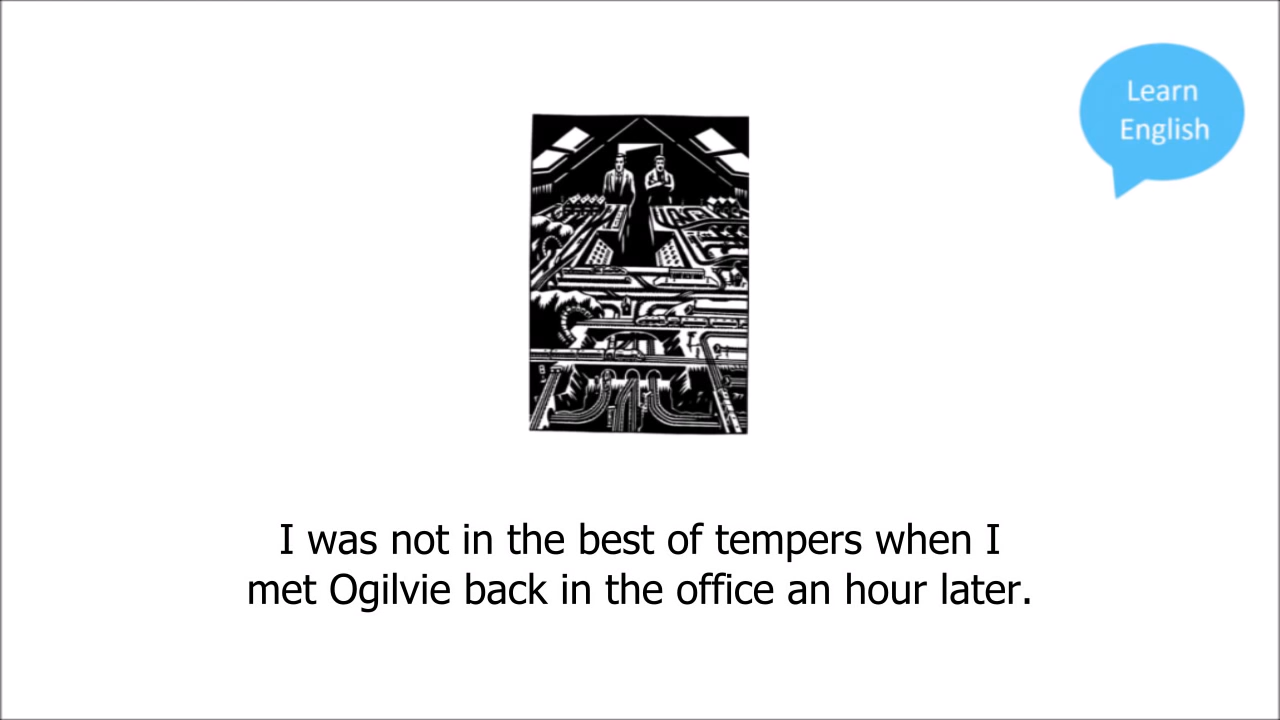 Learn
English
I was not in the best of tempers when I
met Ogilvie back in the office an hour later.